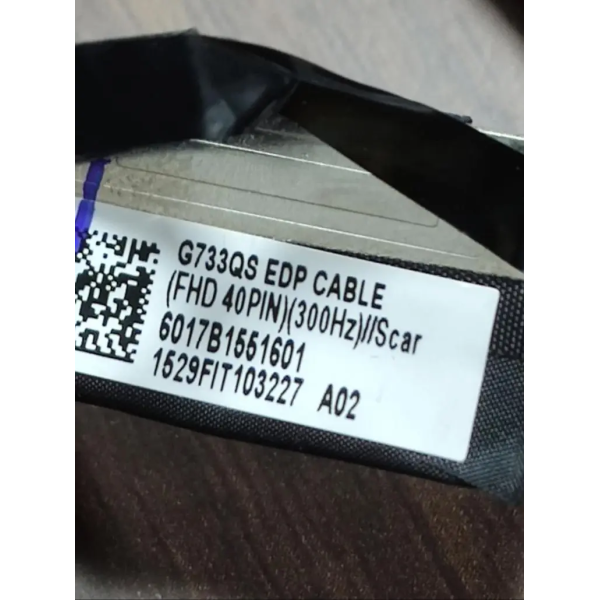 G733QS EDP CABLE
(FHD 40PIN)(300Hz)//Scar
6017B1551601
1529FIT103227 A02